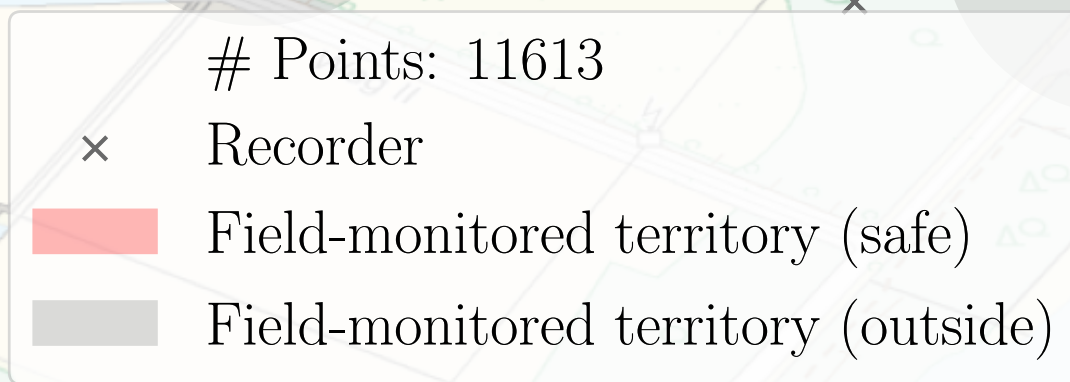 # Points: 11613
Recorder
Field-monitored territory (safe)
Field-monitored territory (outside)